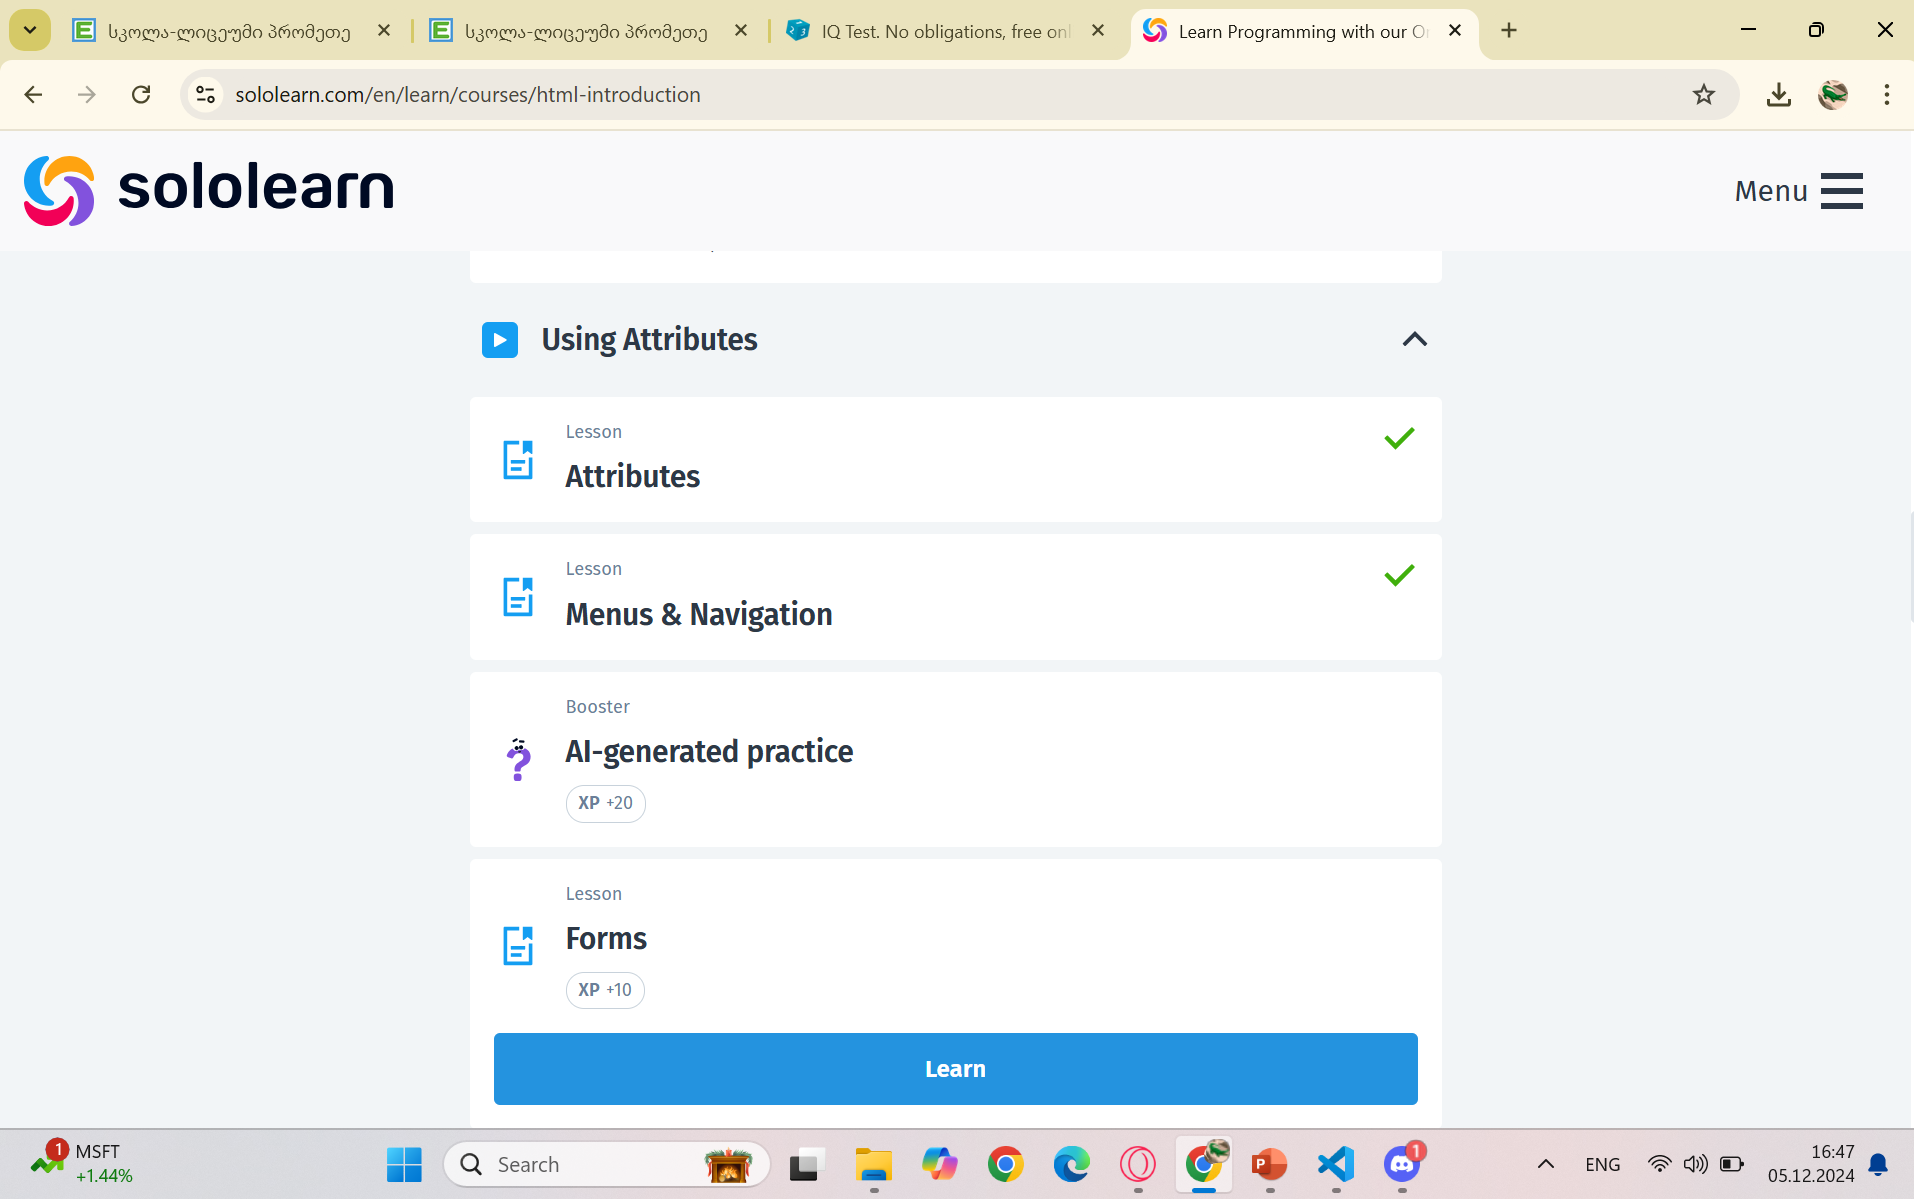 სკოლა-ლიცეუმი პრომეთე
სკოლა-ლიცეუმი პრომეთე
IQ Test. No obligations, free onl
Learn Programming with our O
sololearn.com/en/learn/courses/html-introduction
sololearn
Menu
Using Attributes
Lesson
Attributes
Lesson
Menus & Navigation
Booster
AI-generated practice
XP +20
Lesson
Forms
XP +10
Learn
1
MSFT
+1.44%
Search
1
ENG
16:47
05.12.2024